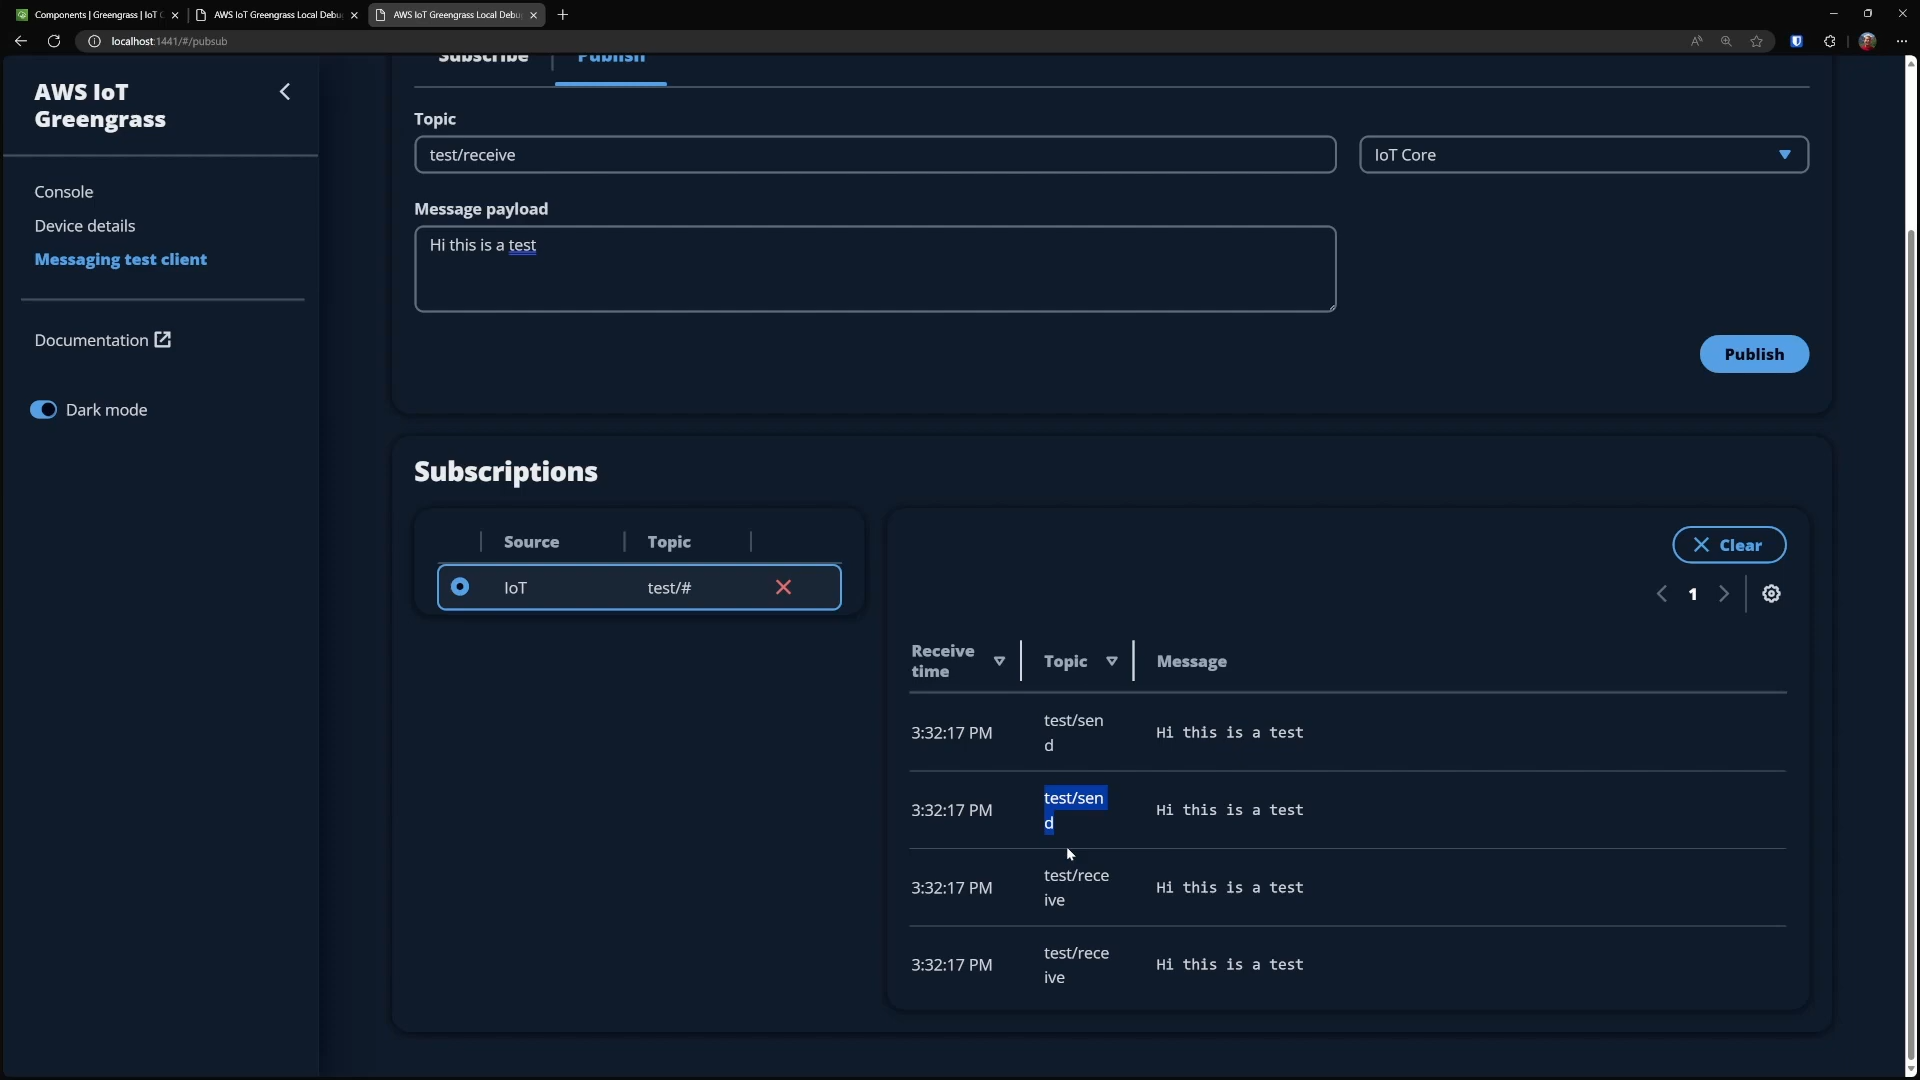 Components | Greengrass | IoT C
AWS IoT Greengrass Local Debu
AWS IoT Greengrass Local Debu
localhost:1441/#/pubsub
AWS IoT
Greengrass
Console
Device details
Messaging test client
Documentation
Dark mode
Subscribe
Publish
Topic
test/receive
IoT Core
Message payload
Hi this is a test
Publish
Subscriptions
Source
Topic
IoT
test/#
Clear
1
Receive
time
Topic
Message
3:32:17 PM
test/sen
d
Hi this is a test
3:32:17 PM
test/sen
d
Hi this is a test
3:32:17 PM
test/rece
ive
Hi this is a test
3:32:17 PM
test/rece
ive
Hi this is a test